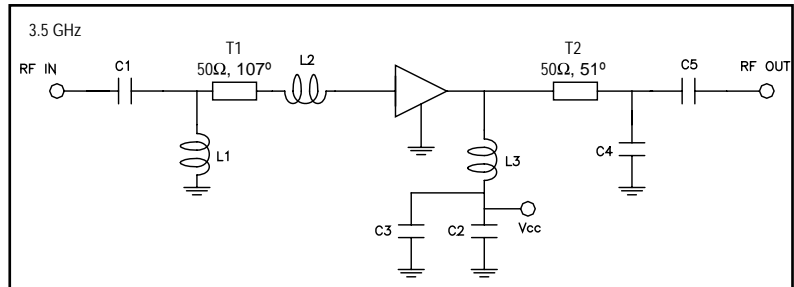 3.5 GHz
T1
50Ω, 107º
T2
50Ω, 51º
RF IN
C1
L2
C5
RF OUT
L1
L3
C4
C3
C2
Vcc